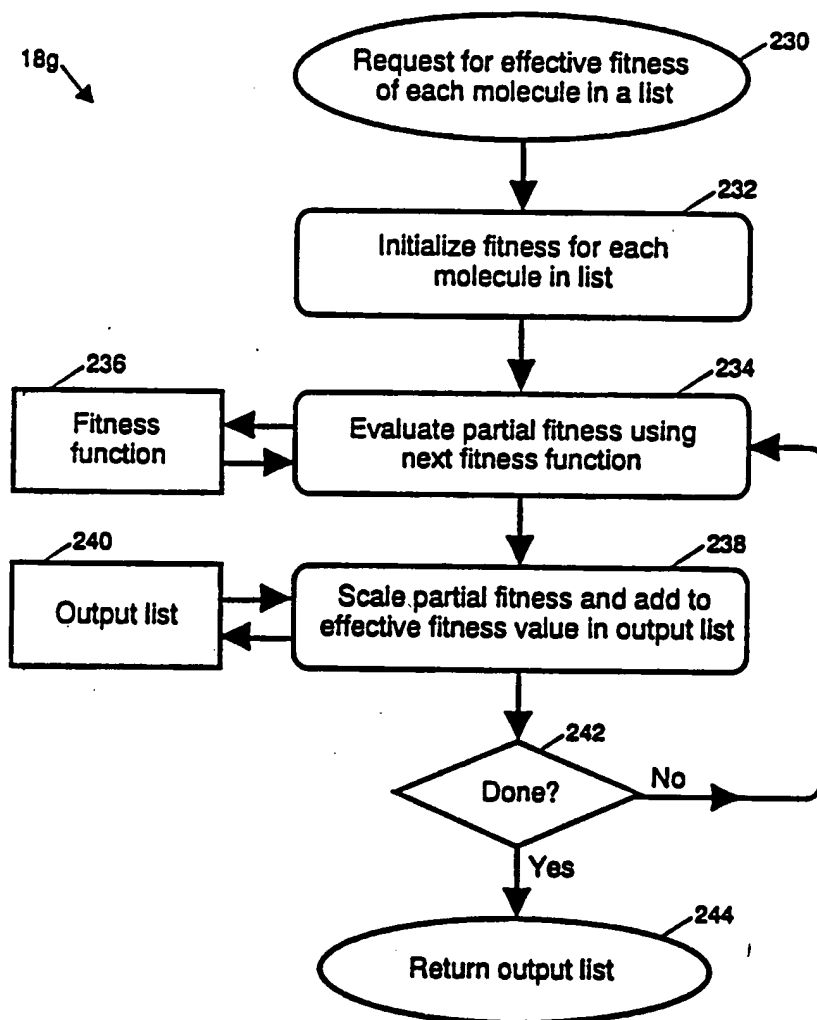 18g
230
Request for effective fitness
of each molecule in a list
232
Initialize fitness for each
molecule in list
236
Fitness
function
234
Evaluate partial fitness using
next fitness function
240
Output list
238
Scale partial fitness and add to
effective fitness value in output list
242
Done?
No
Yes
244
Return output list